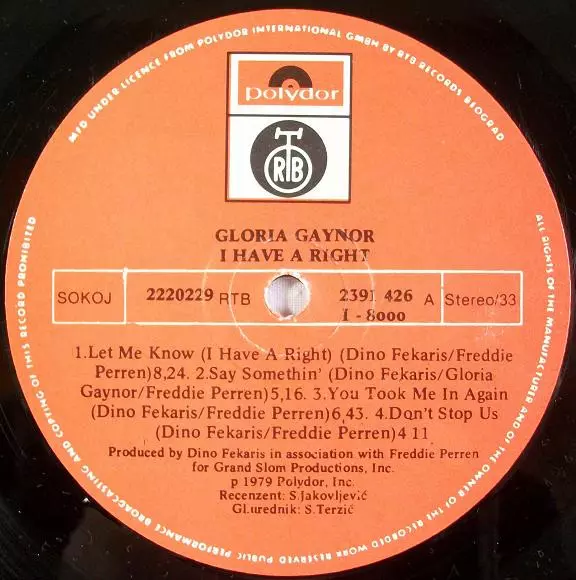 MFD UNDER LICENCE FROM POLYDOR INTERNATIONAL GMBH BY RTB RECORDS BEOGRAD
polydor
RTB
GLORIA GAYNOR
I HAVE A RIGHT
SOKOJ 2220229 RTB 2391 426 A Stereo/33
I - 8000
1.Let Me Know (I Have A Right) (Dino Fekaris/Freddie
Perren)8,24. 2.Say Somethin' (Dino Fekaris/Gloria
Gaynor/Freddie Perren)5,16. 3.You Took Me In Again
(Dino Fekaris/Freddie Perren)6,43. 4.Don't Stop Us
(Dino Fekaris/Freddie Perren)4 11
Produced by Dino Fekaris in association with Freddie Perren
for Grand Slom Productions, Inc.
p 1979 Polydor, Inc.
Recenzent: S.Jakovljević
Gl.urednik: S.Terzić
ALL RIGHTS OF THE MANUFACTURER AND OF THE OWNER OF THE RECORDED WORK RESERVED PUBLIC PERFORMANCE BROADCASTING AND COPYING OF THIS RECORD PROHIBITED